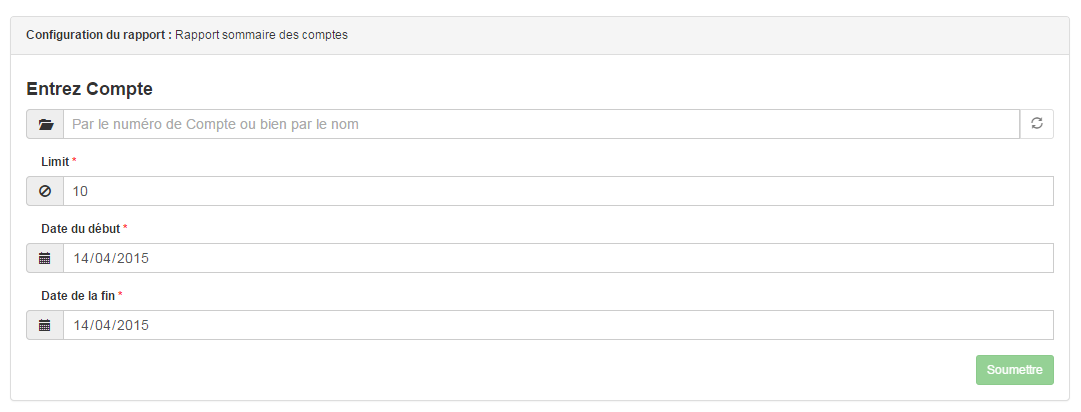 Configuration du rapport : Rapport sommaire des comptes
Entrez Compte
Par le numéro de Compte ou bien par le nom
Limit *
10
Date du début *
14/04/2015
Date de la fin *
14/04/2015
Soumettre